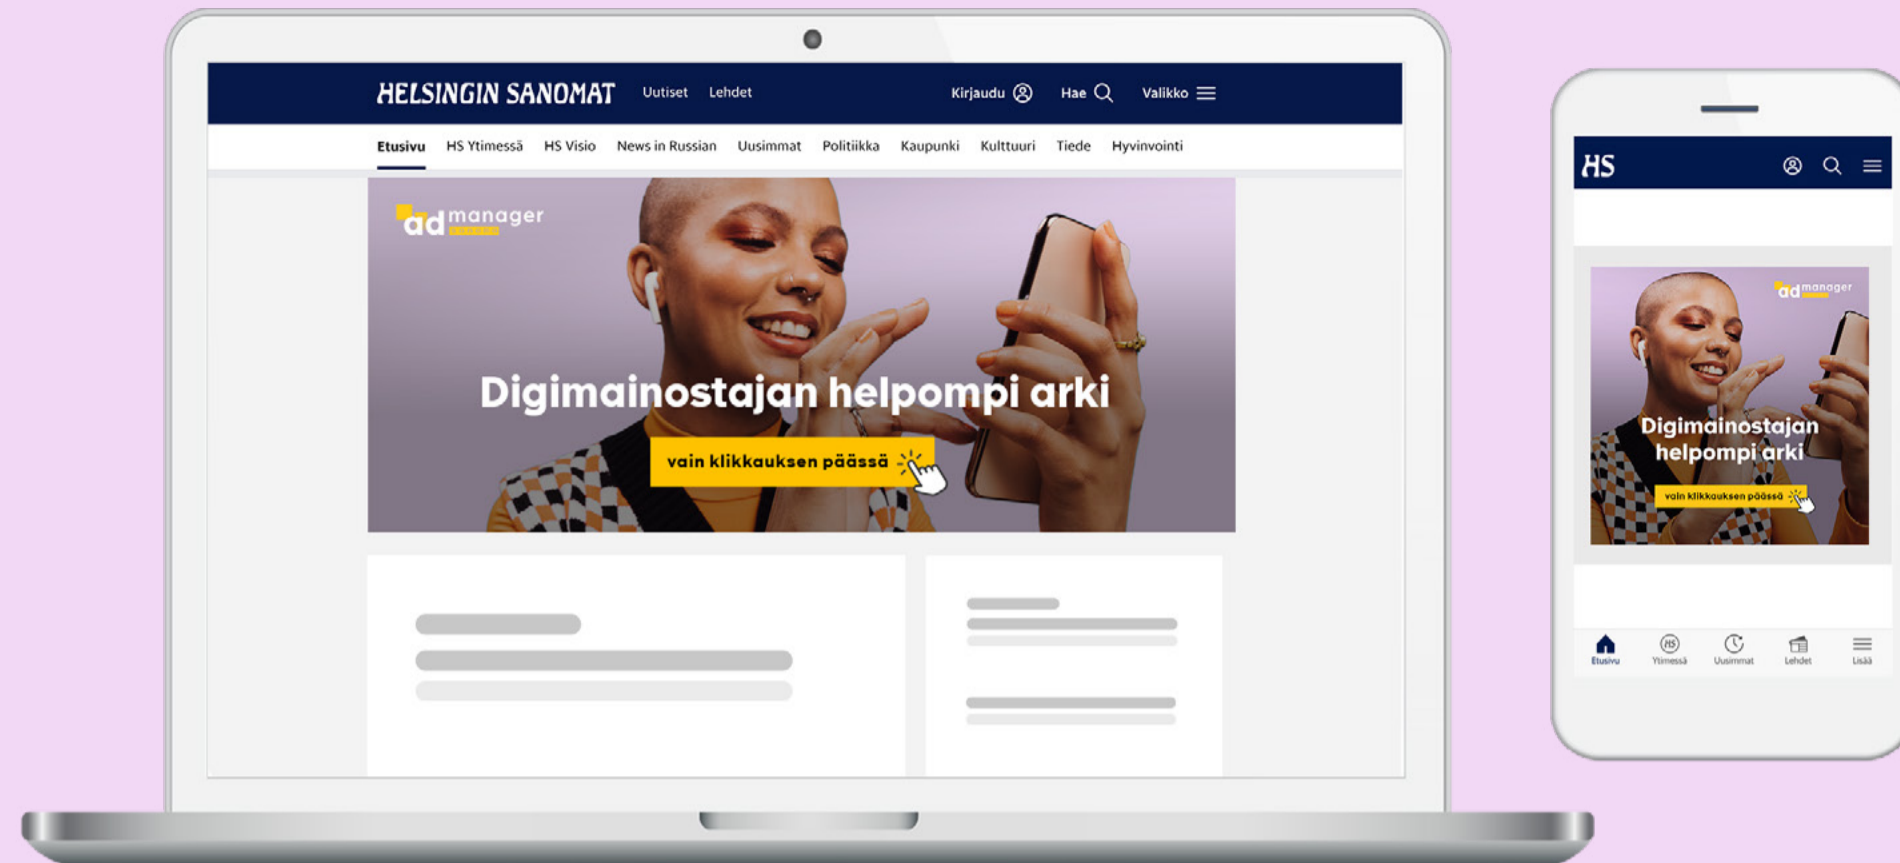 HELSINGIN SANOMAT Uutiset Lehdet Kirjaudu Hae Valikko
Etusivu HS Ytimessä HS Visio News in Russian Uusimmat Politiikka Kaupunki Kulttuuri Tiede Hyvinvointi
ad manager
SANOMA
Digimainostajan helpompi arki
vain klikkauksen päässä
HS
ad manager
Digimainostajan
helpompi arki
vain klikkauksen päässä
HS
Etusivu Ytimessä Uusimmat Lehdet Lisää